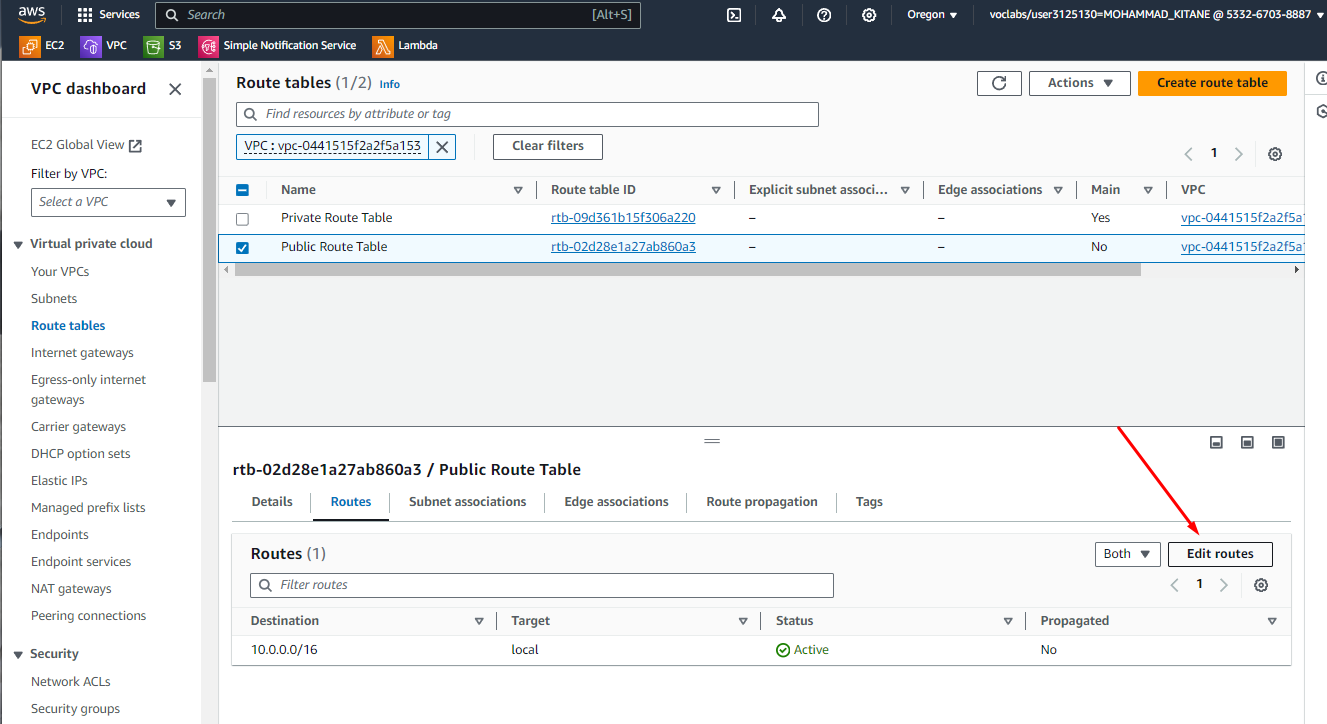 aws Services Search [Alt+S] Oregon voclabs/user3125130=MOHAMMAD_KITANE @ 5332-6703-8887
EC2 VPC S3 Simple Notification Service Lambda
VPC dashboard
EC2 Global View
Filter by VPC:
Select a VPC
Virtual private cloud
Your VPCs
Subnets
Route tables
Internet gateways
Egress-only internet
gateways
Carrier gateways
DHCP option sets
Elastic IPs
Managed prefix lists
Endpoints
Endpoint services
NAT gateways
Peering connections
Security
Network ACLs
Security groups
Route tables (1/2) Info Actions Create route table
Find resources by attribute or tag
VPC : vpc-0441515f2a2f5a153 Clear filters
1
Name Route table ID Explicit subnet associ... Edge associations Main VPC
Private Route Table rtb-09d361b15f306a220 – – Yes vpc-0441515f2a2f5a1
Public Route Table rtb-02d28e1a27ab860a3 – – No vpc-0441515f2a2f5a1
rtb-02d28e1a27ab860a3 / Public Route Table
Details Routes Subnet associations Edge associations Route propagation Tags
Routes (1) Both Edit routes
Filter routes 1
Destination Target Status Propagated
10.0.0.0/16 local Active No